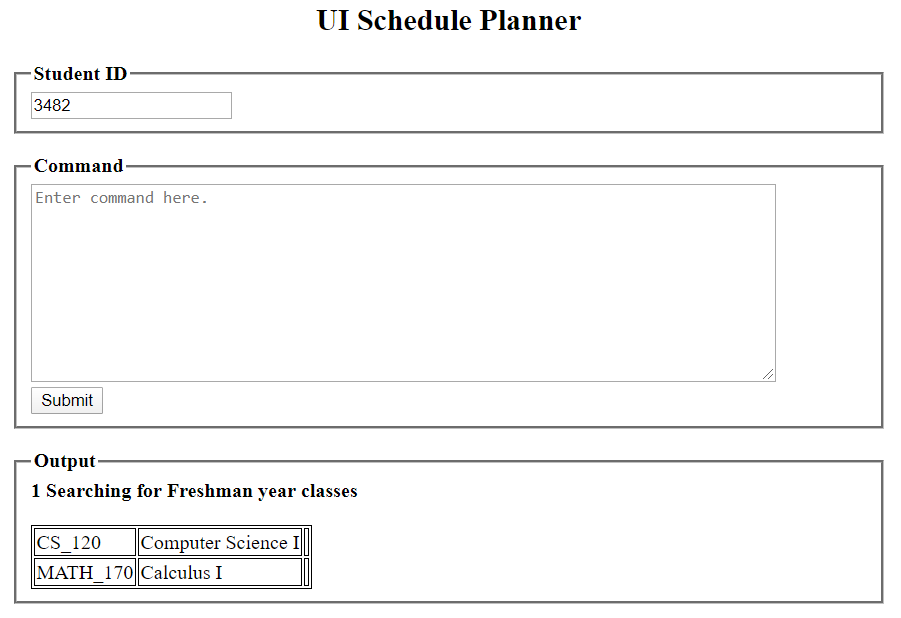 UI Schedule Planner
Student ID
3482
Command
Enter command here.
Submit
Output
1 Searching for Freshman year classes
CS_120 Computer Science I
MATH_170 Calculus I